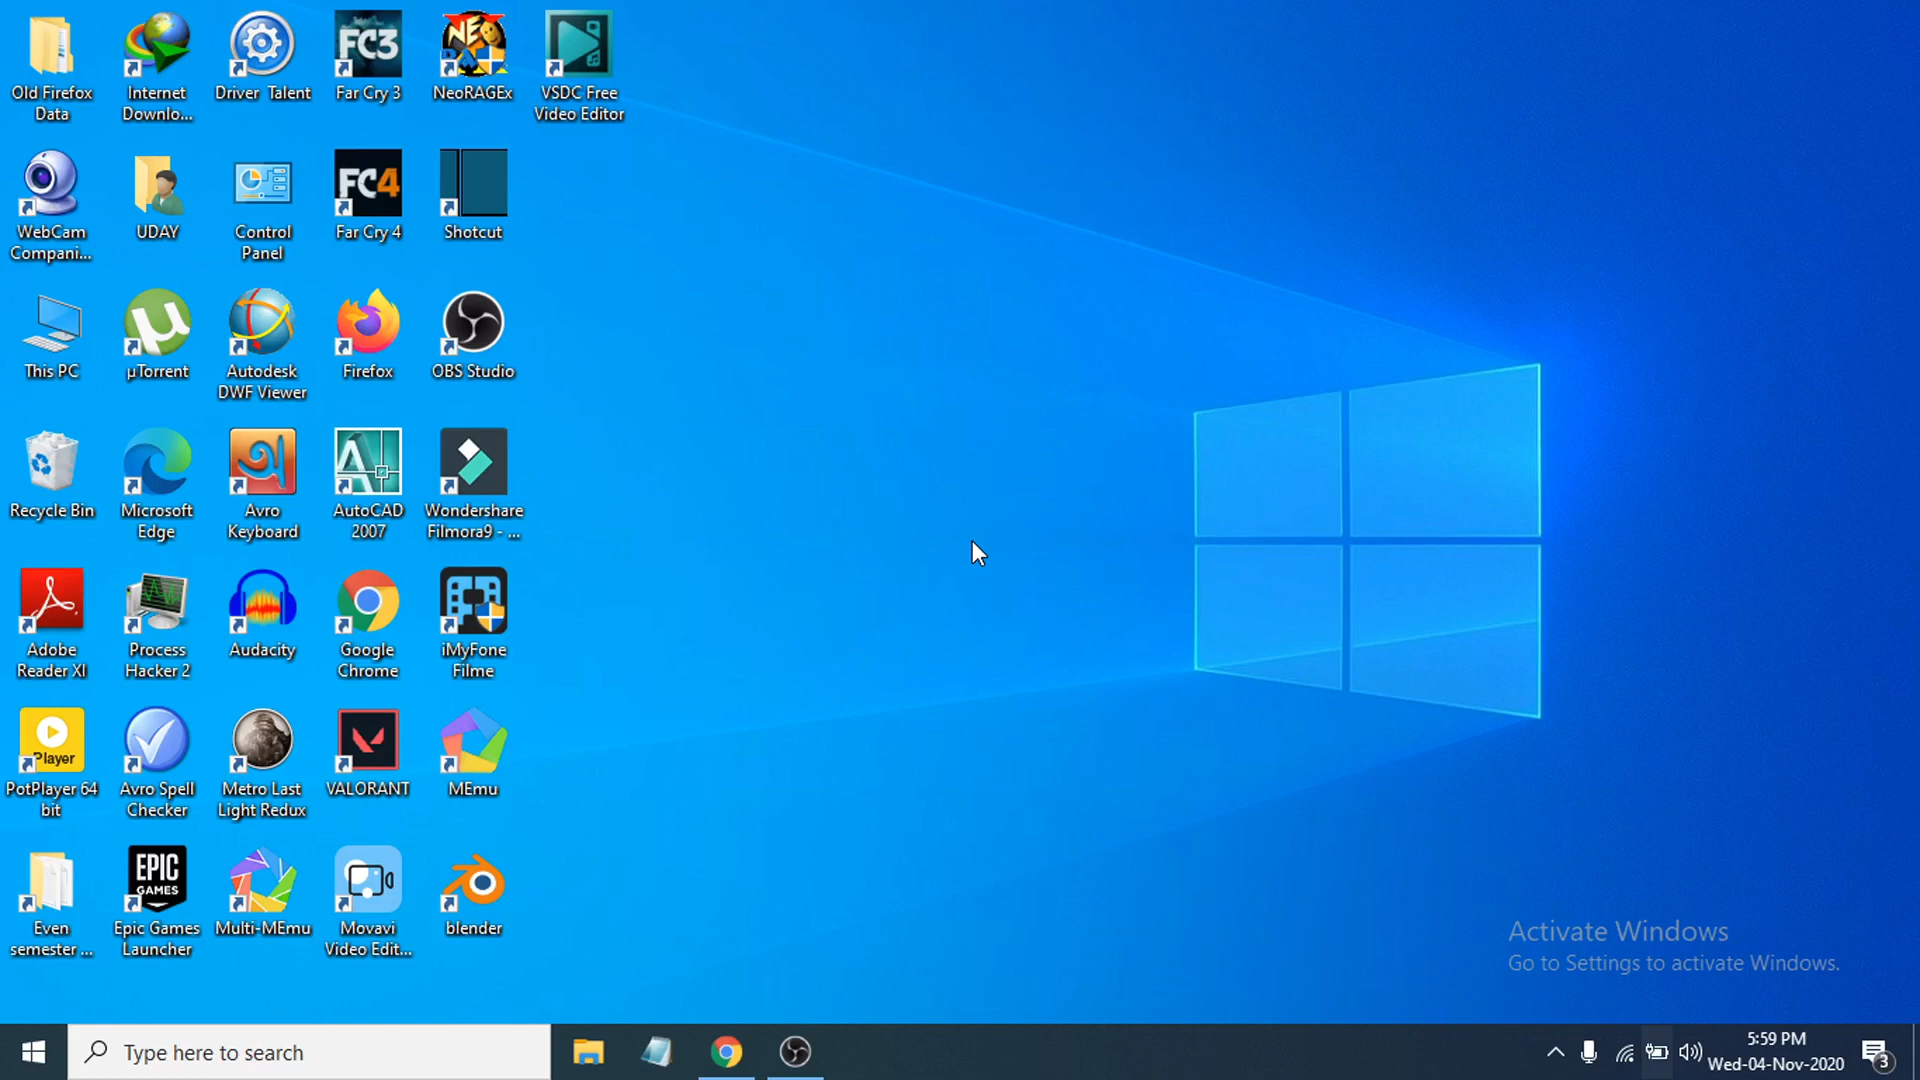 Old Firefox
Data
Internet
Downlo...
Driver Talent
FC3
Far Cry 3
NEO
NeoRAGEx
VSDC Free
Video Editor
WebCam
Compani...
UDAY
Control
Panel
FC4
Far Cry 4
Shotcut
This PC
µ
µTorrent
Autodesk
DWF Viewer
Firefox
OBS Studio
Recycle Bin
Microsoft
Edge
অ
Avro
Keyboard
AutoCAD
2007
Wondershare
Filmora9 - ...
Adobe
Reader XI
Process
Hacker 2
Audacity
Google
Chrome
iMyFone
Filme
Player
PotPlayer 64
bit
Avro Spell
Checker
Metro Last
Light Redux
VALORANT
MEmu
Even
semester ...
EPIC
GAMES
Epic Games
Launcher
Multi-MEmu
Movavi
Video Edit...
blender
Activate Windows
Go to Settings to activate Windows.
Type here to search
5:59 PM
Wed-04-Nov-2020
3